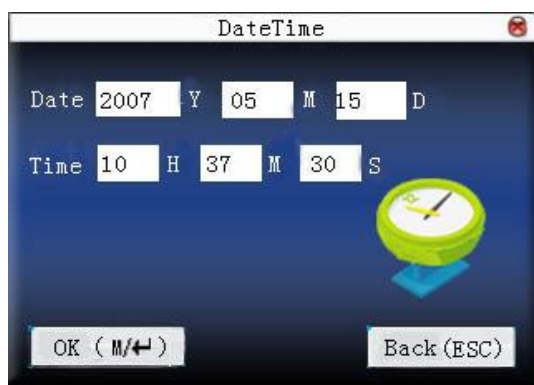 DateTime
Date 2007 Y 05 M 15 D
Time 10 H 37 M 30 S
OK (M/↵) Back(ESC)